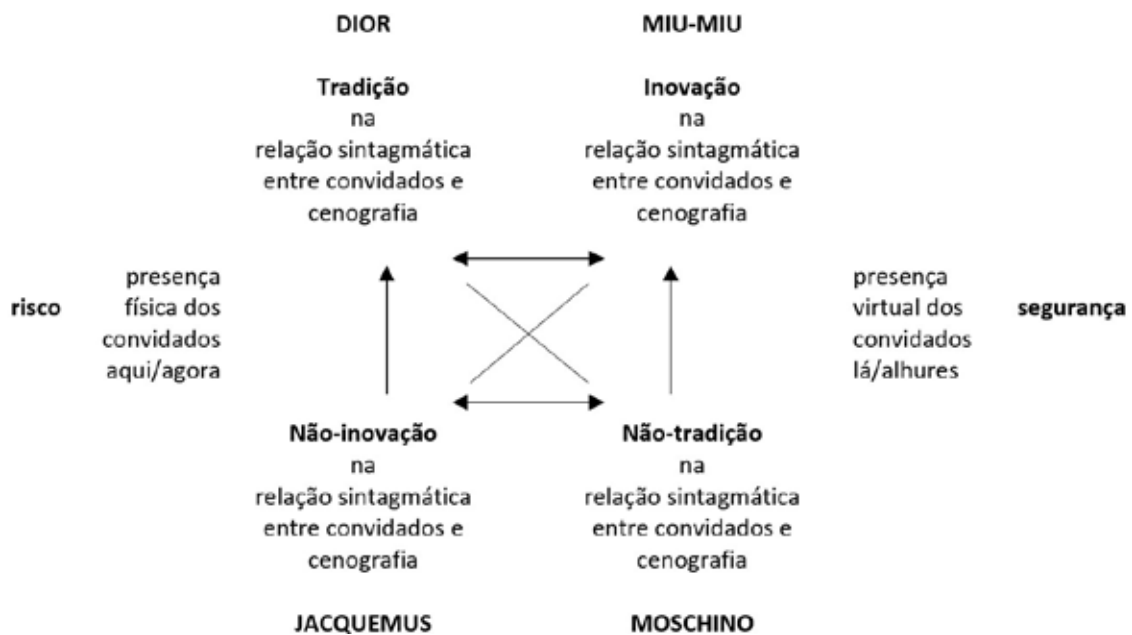 DIOR
MIU-MIU
Tradição
na
relação sintagmática
entre convidados e
cenografia
Inovação
na
relação sintagmática
entre convidados e
cenografia
risco
presença
física dos
convidados
aqui/agora
presença
virtual dos
convidados
lá/alhures
segurança
Não-inovação
na
relação sintagmática
entre convidados e
cenografia
Não-tradição
na
relação sintagmática
entre convidados e
cenografia
JACQUEMUS
MOSCHINO